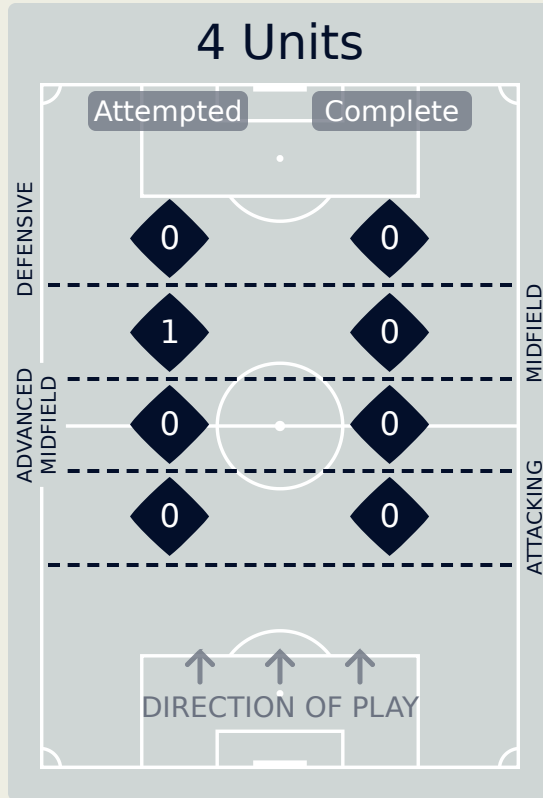 4 Units
Attempted Complete
DEFENSIVE
0 0
MIDFIELD
1 0
ADVANCED
MIDFIELD
0 0
ATTACKING
0 0
DIRECTION OF PLAY